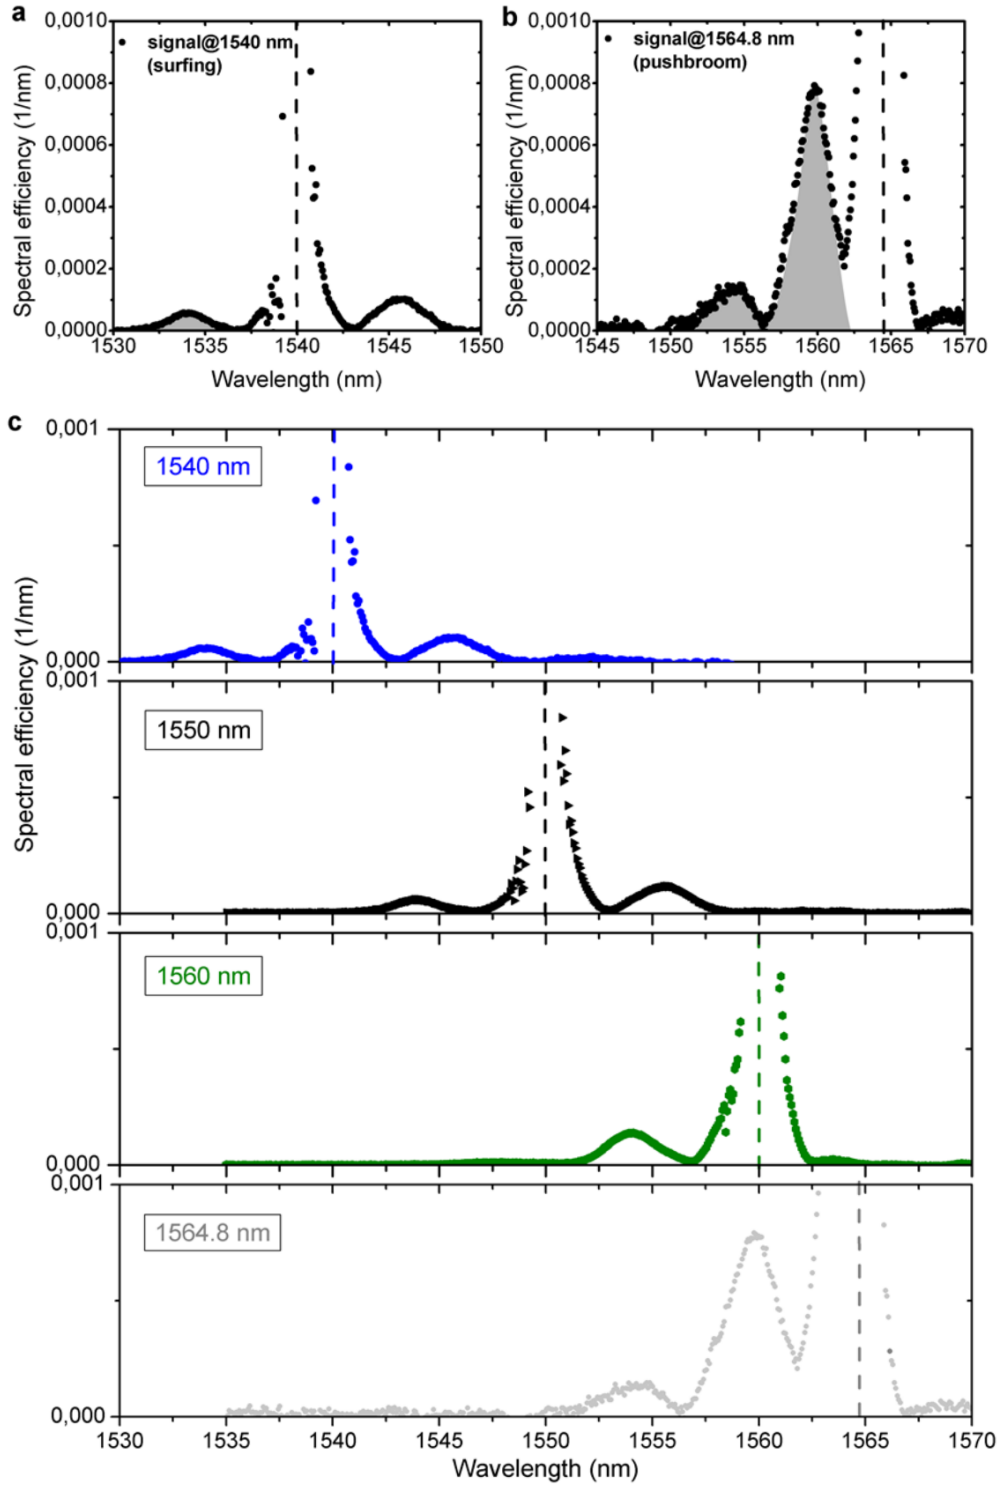 a
0,0010
0,0008
0,0006
0,0004
0,0002
0,0000
Spectral efficiency (1/nm)
signal@1540 nm
(surfing)
1530 1535 1540 1545 1550
Wavelength (nm)
b
0,0010
0,0008
0,0006
0,0004
0,0002
0,0000
Spectral efficiency (1/nm)
signal@1564.8 nm
(pushbroom)
1545 1550 1555 1560 1565 1570
Wavelength (nm)
c
Spectral efficiency (1/nm)
0,001
1540 nm
0,000
0,001
1550 nm
0,000
0,001
1560 nm
0,000
0,001
1564.8 nm
0,000
1530 1535 1540 1545 1550 1555 1560 1565 1570
Wavelength (nm)